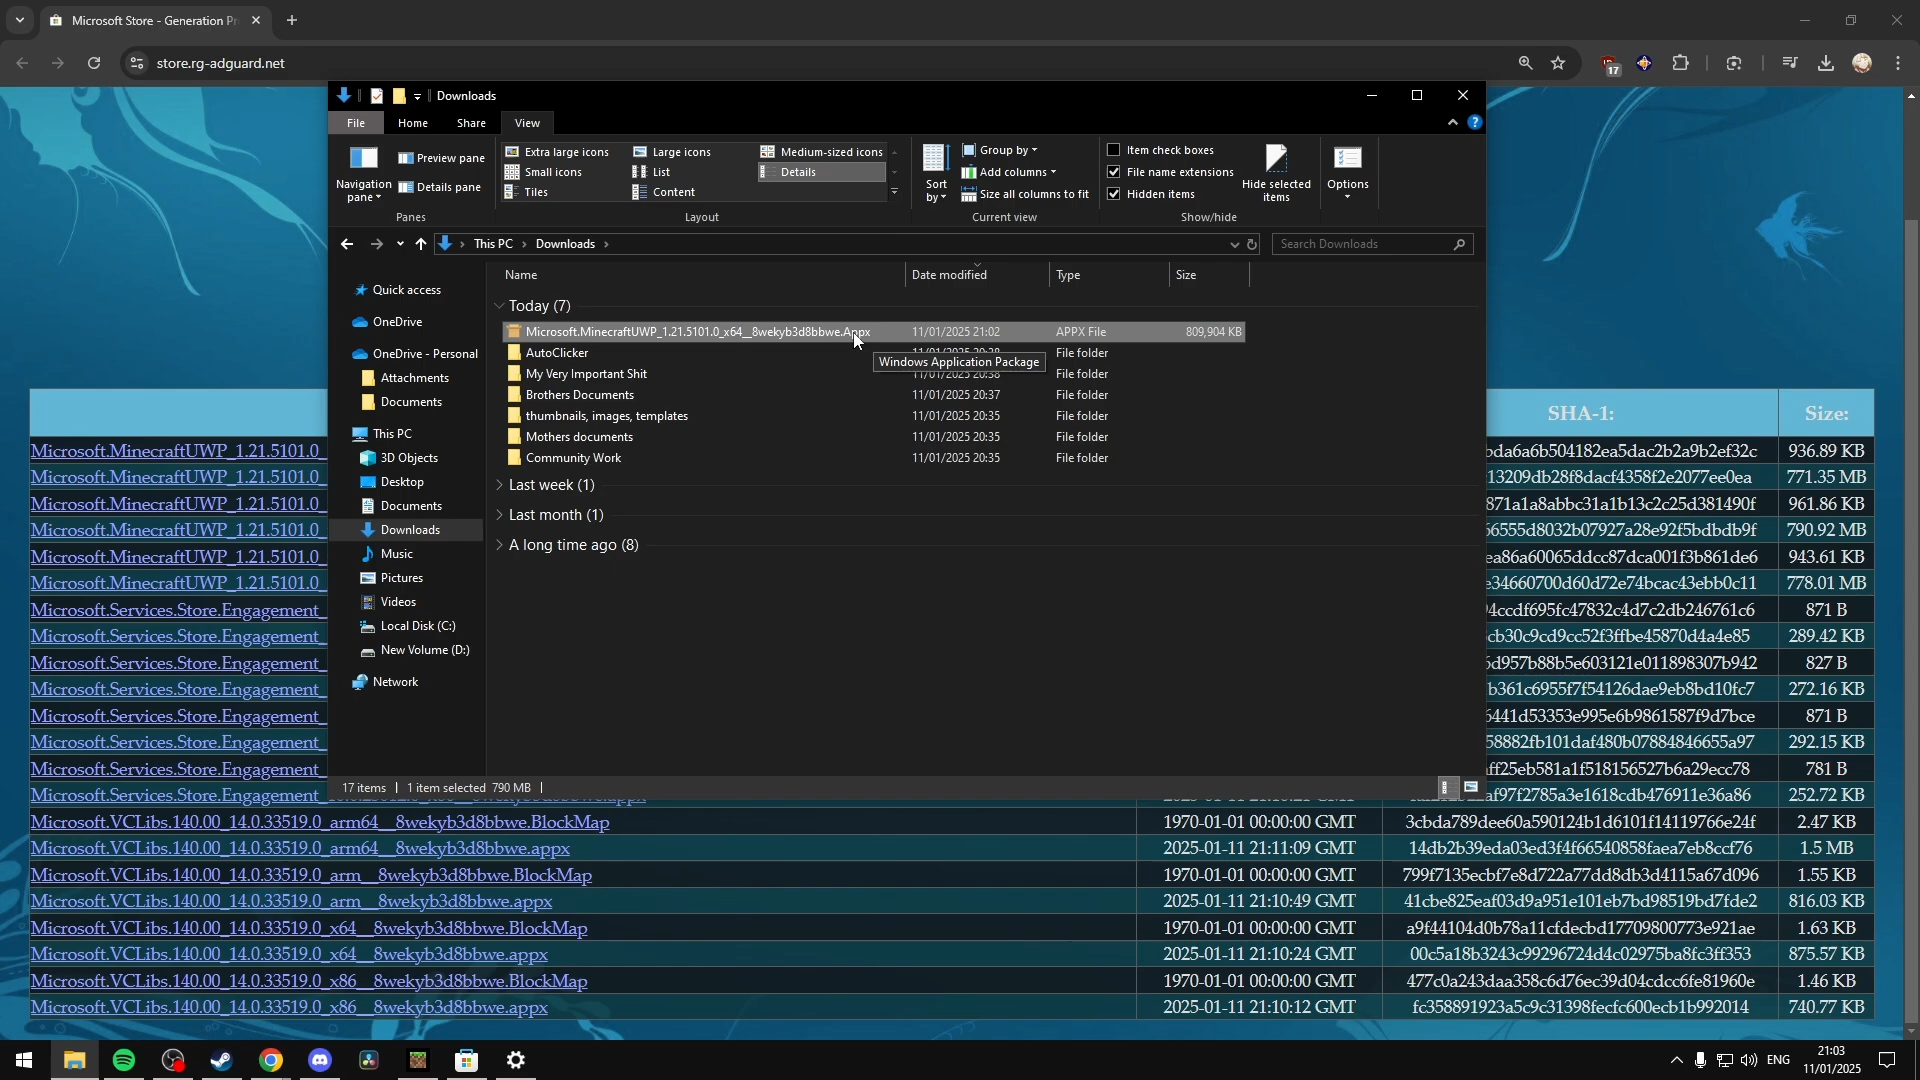 Microsoft Store - Generation Pr
store.rg-adguard.net
17
Downloads
File
Home
Share
View
Navigation pane
Preview pane
Details pane
Panes
Extra large icons
Large icons
Medium-sized icons
Small icons
List
Details
Tiles
Content
Layout
Sort by
Group by
Add columns
Size all columns to fit
Current view
Item check boxes
File name extensions
Hidden items
Hide selected items
Show/hide
Options
This PC
Downloads
Search Downloads
Quick access
OneDrive
OneDrive - Personal
Attachments
Documents
This PC
3D Objects
Desktop
Documents
Downloads
Music
Pictures
Videos
Local Disk (C:)
New Volume (D:)
Network
Name Date modified Type Size
Today (7)
Microsoft.MinecraftUWP_1.21.5101.0_x64__8wekyb3d8bbwe.Appx 11/01/2025 21:02 APPX File 809,904 KB
AutoClicker File folder
Windows Application Package
My Very Important Shit 11/01/2025 20:38 File folder
Brothers Documents 11/01/2025 20:37 File folder
thumbnails, images, templates 11/01/2025 20:35 File folder
Mothers documents 11/01/2025 20:35 File folder
Community Work 11/01/2025 20:35 File folder
Last week (1)
Last month (1)
A long time ago (8)
17 items 1 item selected 790 MB
SHA-1: Size:
Microsoft.MinecraftUWP_1.21.5101.0_ bda6a6b504182ea5dac2b2a9b2ef32c 936.89 KB
Microsoft.MinecraftUWP_1.21.5101.0_ 13209db28f8dacf4358f2e2077ee0ea 771.35 MB
Microsoft.MinecraftUWP_1.21.5101.0_ 871a1a8abbc31a1b13c2c25d381490f 961.86 KB
Microsoft.MinecraftUWP_1.21.5101.0_ 56555d8032b07927a28e92f5bdbdb9f 790.92 MB
Microsoft.MinecraftUWP_1.21.5101.0_ ea86a60065ddcc87dca001f3b861de6 943.61 KB
Microsoft.MinecraftUWP_1.21.5101.0_ e34660700d60d72e74bcac43ebb0c11 778.01 MB
Microsoft.Services.Store.Engagement_ 4ccdf695fc47832c4d7c2db246761c6 871 B
Microsoft.Services.Store.Engagement_ cb30c9cd9cc52f3ffbe45870d4a4e85 289.42 KB
Microsoft.Services.Store.Engagement_ 5d957b88b5e603121e011898307b942 827 B
Microsoft.Services.Store.Engagement_ b361c6955f7f54126dae9eb8bd10fc7 272.16 KB
Microsoft.Services.Store.Engagement_ 6441d53353e995e6b9861587f9d7bce 871 B
Microsoft.Services.Store.Engagement_ 58882fb101daf480b07884846655a97 292.15 KB
Microsoft.Services.Store.Engagement_ ff25eb581a1f518156527b6a29ecc78 781 B
Microsoft.Services.Store.Engagement_ af97f2785a3e1618cdb476911e36a86 252.72 KB
Microsoft.VCLibs.140.00_14.0.33519.0_arm64__8wekyb3d8bbwe.BlockMap 1970-01-01 00:00:00 GMT 3cbda789dee60a590124b1d6101f14119766e24f 2.47 KB
Microsoft.VCLibs.140.00_14.0.33519.0_arm64__8wekyb3d8bbwe.appx 2025-01-11 21:11:09 GMT 14db2b39eda03ed3f4f66540858faea7eb8ccf76 1.5 MB
Microsoft.VCLibs.140.00_14.0.33519.0_arm__8wekyb3d8bbwe.BlockMap 1970-01-01 00:00:00 GMT 799f7135ecbf7e8d722a77dd8db3d4115a67d096 1.55 KB
Microsoft.VCLibs.140.00_14.0.33519.0_arm__8wekyb3d8bbwe.appx 2025-01-11 21:10:49 GMT 41cbe825eaf03d9a951e101eb7bd98519bd7fde2 816.03 KB
Microsoft.VCLibs.140.00_14.0.33519.0_x64__8wekyb3d8bbwe.BlockMap 1970-01-01 00:00:00 GMT a9f44104d0b78a11cfdecbd17709800773e921ae 1.63 KB
Microsoft.VCLibs.140.00_14.0.33519.0_x64__8wekyb3d8bbwe.appx 2025-01-11 21:10:24 GMT 00c5a18b3243c99296724d4c02975ba8fc3ff353 875.57 KB
Microsoft.VCLibs.140.00_14.0.33519.0_x86__8wekyb3d8bbwe.BlockMap 1970-01-01 00:00:00 GMT 477c0a243daa358c6d76ec39d04cdcc6fe81960e 1.46 KB
Microsoft.VCLibs.140.00_14.0.33519.0_x86__8wekyb3d8bbwe.appx 2025-01-11 21:10:12 GMT fc358891923a5c9c31398fecfc600ecb1b992014 740.77 KB
ENG
21:03
11/01/2025